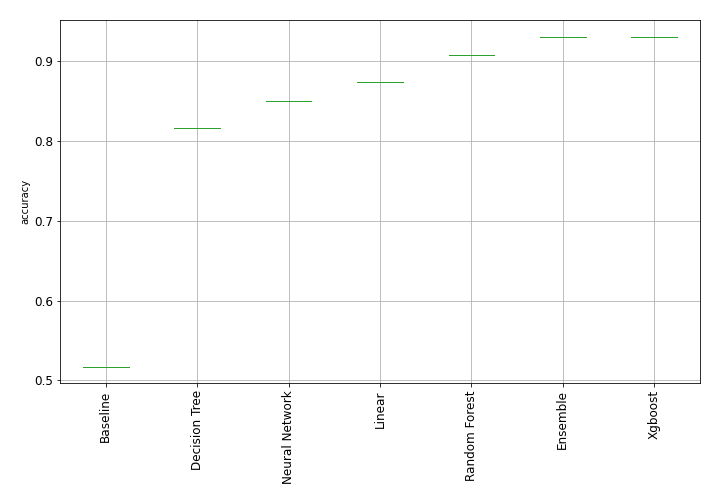 accuracy
0.9
0.8
0.7
0.6
0.5
Baseline
Decision Tree
Neural Network
Linear
Random Forest
Ensemble
Xgboost